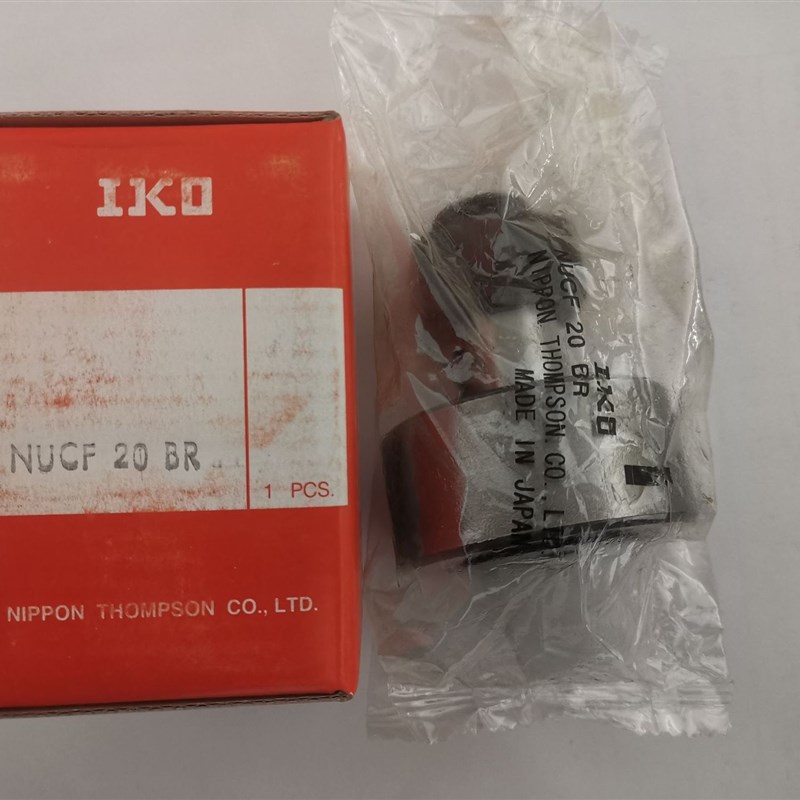 IKO
NUCF 20 BR
1 PCS.
NIPPON THOMPSON CO., LTD.
IKO
NUCF 20 BR
NIPPON THOMPSON CO., LTD.
MADE IN JAPAN